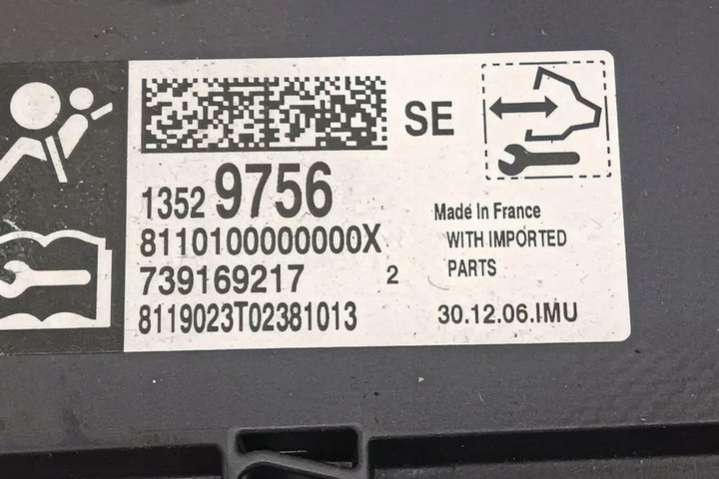 SE
1352 9756
8110100000000X
739169217 2
8119023T02381013
Made In France
WITH IMPORTED
PARTS
30.12.06.IMU